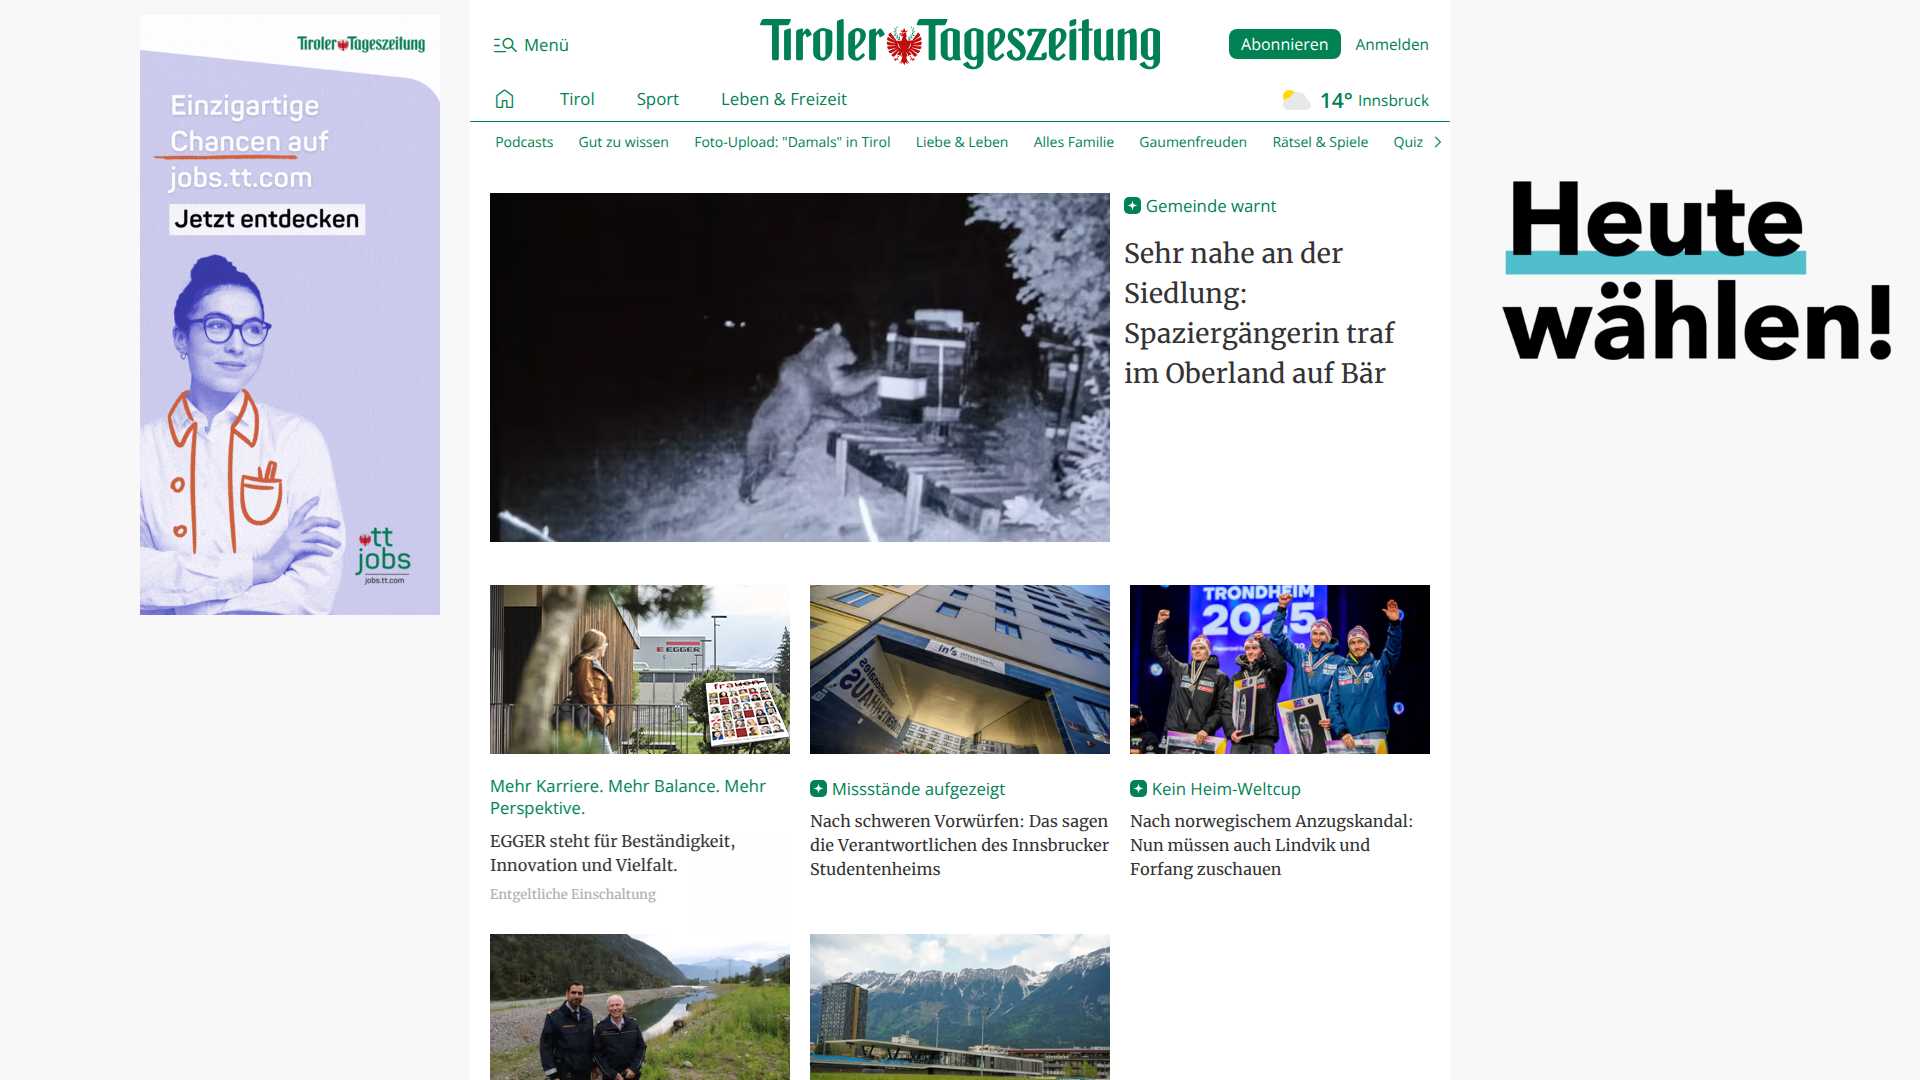 Tiroler Tageszeitung
Einzigartige
Chancen auf
jobs.tt.com
Jetzt entdecken
tt
jobs
jobs.tt.com
Menü
Tiroler Tageszeitung
Abonnieren
Anmelden
Tirol
Sport
Leben & Freizeit
14° Innsbruck
Podcasts
Gut zu wissen
Foto-Upload: "Damals" in Tirol
Liebe & Leben
Alles Familie
Gaumenfreuden
Rätsel & Spiele
Quiz
Gemeinde warnt
Sehr nahe an der
Siedlung:
Spaziergängerin traf
im Oberland auf Bär
Heute
wählen!
EGGER
frauen
in's
TRONDHEIM
2025
Mehr Karriere. Mehr Balance. Mehr
Perspektive.
EGGER steht für Beständigkeit,
Innovation und Vielfalt.
Entgeltliche Einschaltung
Missstände aufgezeigt
Nach schweren Vorwürfen: Das sagen
die Verantwortlichen des Innsbrucker
Studentenheims
Kein Heim-Weltcup
Nach norwegischem Anzugskandal:
Nun müssen auch Lindvik und
Forfang zuschauen